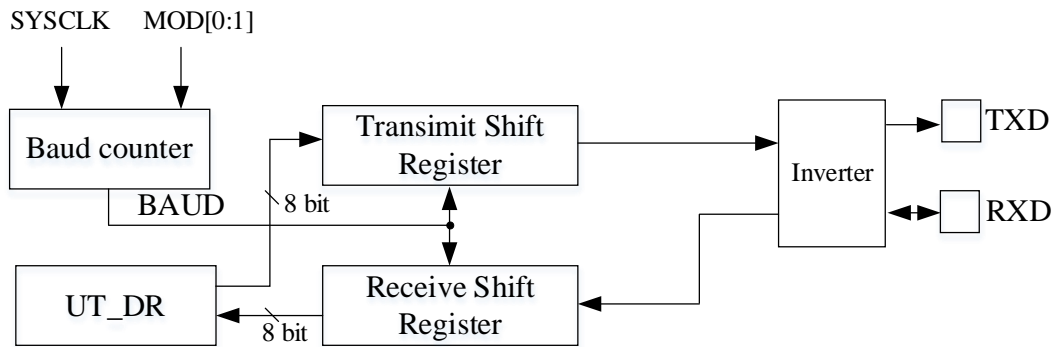 SYSCLK
MOD[0:1]
Baud counter
Transimit Shift
Register
Inverter
TXD
RXD
BAUD
8 bit
UT_DR
Receive Shift
Register
8 bit